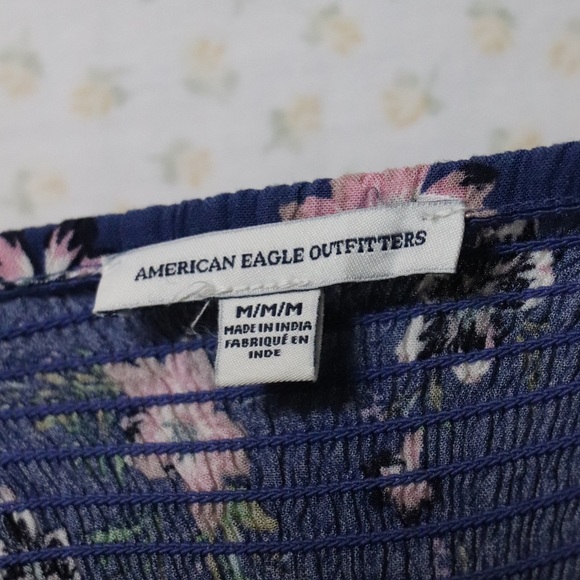 AMERICAN EAGLE OUTFITTERS
M/M/M
MADE IN INDIA
FABRIQUÉ EN
INDE